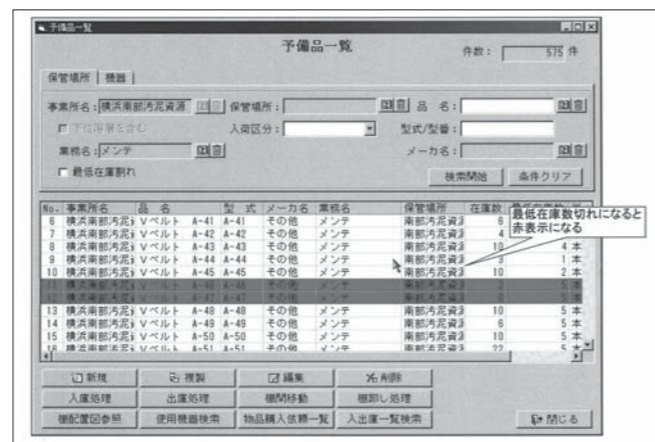 予備品一覧
予備品一覧
件数： 575 件
保管場所 機器
事業所名： 横浜南部汚泥資源 保管場所： 品 名：
下位階層を含む 入荷区分： 型式/型番：
業務名： メンテ メーカ名：
最低在庫割れ 検索開始 条件クリア
No. 事業所名 品 名 型 式 メーカ名 業務名 保管場所 在庫数
最低在庫数切れになると
赤表示になる
6 横浜南部汚泥 Vベルト A-41 A-41 その他 メンテ 南部汚泥資源 6
7 横浜南部汚泥 Vベルト A-42 A-42 その他 メンテ 南部汚泥資源 4
8 横浜南部汚泥 Vベルト A-43 A-43 その他 メンテ 南部汚泥資源 10 4 本
9 横浜南部汚泥 Vベルト A-44 A-44 その他 メンテ 南部汚泥資源 3 1 本
10 横浜南部汚泥 Vベルト A-45 A-45 その他 メンテ 南部汚泥資源 10 2 本
13 横浜南部汚泥 Vベルト A-48 A-48 その他 メンテ 南部汚泥資源 10 5 本
14 横浜南部汚泥 Vベルト A-49 A-49 その他 メンテ 南部汚泥資源 6 5 本
15 横浜南部汚泥 Vベルト A-50 A-50 その他 メンテ 南部汚泥資源 10 5 本
新規 複製 編集 削除
入庫処理 出庫処理 棚間移動 棚卸し処理
棚配置図参照 使用機器検索 物品購入依頼一覧 入出庫一覧検索 閉じる